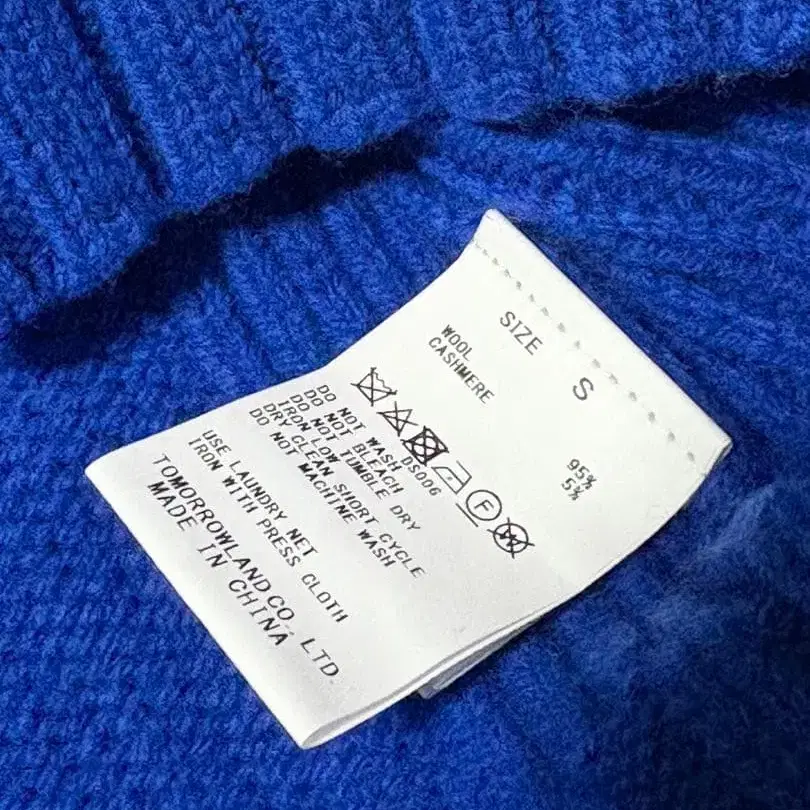 SIZE S
WOOL 95%
CASHMERE 5%
F
W
DS006
DO NOT WASH
DO NOT BLEACH
DO NOT TUMBLE DRY
IRON LOW
DRY CLEAN SHORT CYCLE
DO NOT MACHINE WASH
USE LAUNDRY NET
IRON WITH PRESS CLOTH
TOMORROWLAND CO., LTD.
MADE IN CHINA